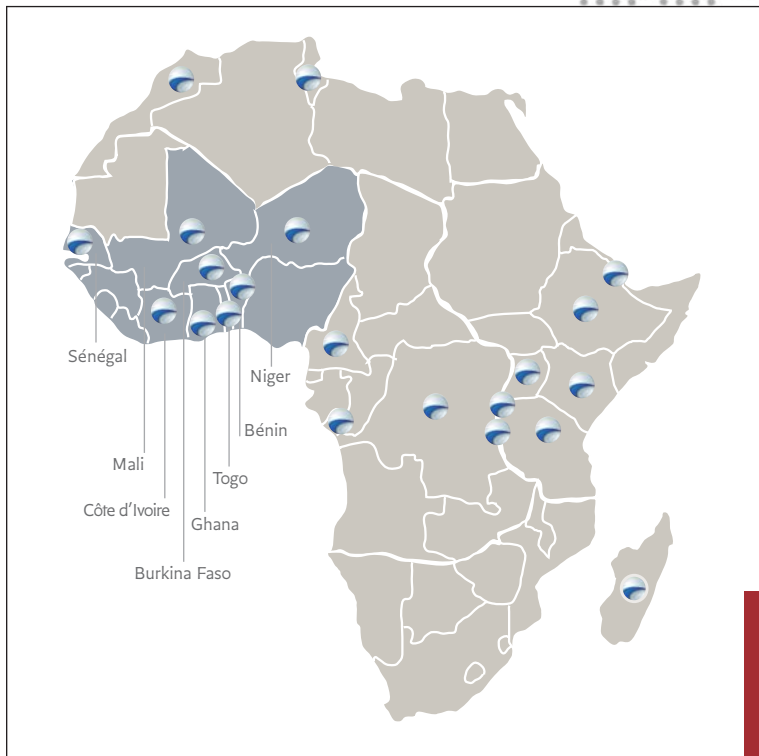 Sénégal
Niger
Bénin
Mali
Togo
Côte d'Ivoire
Ghana
Burkina Faso